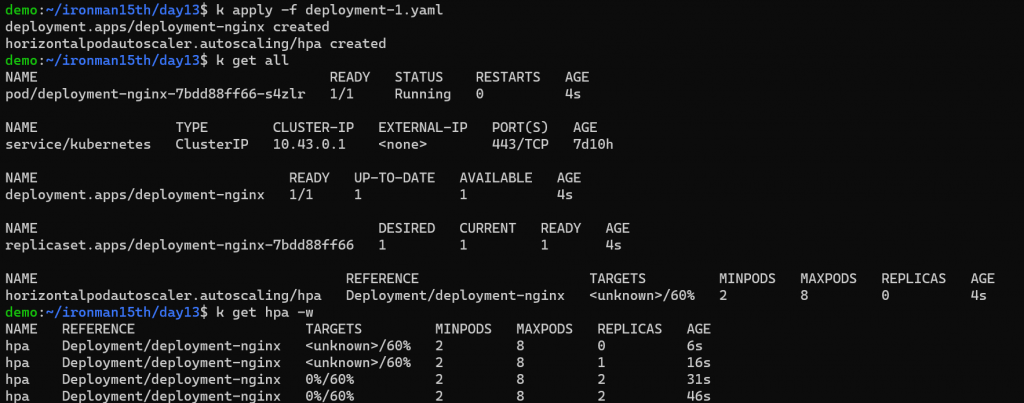 demo:~/ironman15th/day13$ k apply -f deployment-1.yaml
deployment.apps/deployment-nginx created
horizontalpodautoscaler.autoscaling/hpa created
demo:~/ironman15th/day13$ k get all
NAME                                    READY   STATUS    RESTARTS   AGE
pod/deployment-nginx-7bdd88ff66-s4zlr   1/1     Running   0          4s

NAME                 TYPE        CLUSTER-IP   EXTERNAL-IP   PORT(S)   AGE
service/kubernetes   ClusterIP   10.43.0.1    <none>        443/TCP   7d10h

NAME                               READY   UP-TO-DATE   AVAILABLE   AGE
deployment.apps/deployment-nginx   1/1     1            1           4s

NAME                                          DESIRED   CURRENT   READY   AGE
replicaset.apps/deployment-nginx-7bdd88ff66   1         1         1       4s

NAME                                      REFERENCE                     TARGETS         MINPODS   MAXPODS   REPLICAS   AGE
horizontalpodautoscaler.autoscaling/hpa   Deployment/deployment-nginx   <unknown>/60%   2         8         0          4s
demo:~/ironman15th/day13$ k get hpa -w
NAME   REFERENCE                     TARGETS         MINPODS   MAXPODS   REPLICAS   AGE
hpa    Deployment/deployment-nginx   <unknown>/60%   2         8         0          6s
hpa    Deployment/deployment-nginx   <unknown>/60%   2         8         1          16s
hpa    Deployment/deployment-nginx   0%/60%          2         8         2          31s
hpa    Deployment/deployment-nginx   0%/60%          2         8         2          46s